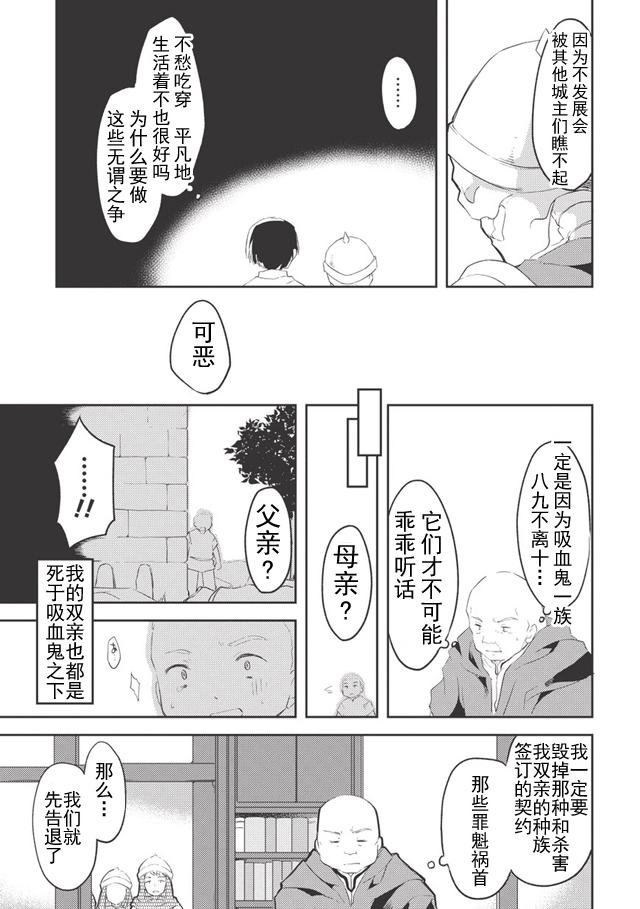 因为不发展会
被其他城主们瞧不起
……
不愁吃穿 平凡地
生活着不也很好吗
为什么要做
这些无谓之争
可恶
一定是因为吸血鬼一族
八九不离十…
它们才不可能
乖乖听话
母亲?
父亲?
……!!
我的双亲也都是
死于吸血鬼之下
我一定要
毁掉那种和杀害
我双亲的种族
签订的契约
那些罪魁祸首
那么…
我们就
先告退了